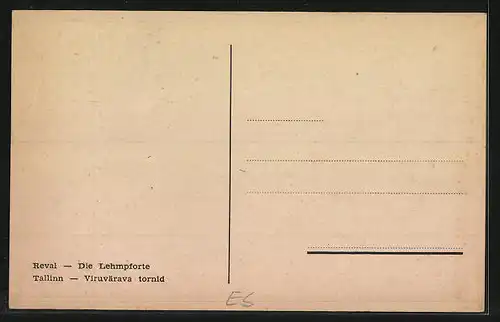 Reval — Die Lehmpforte
Tallinn — Viruvärava tornid
ES